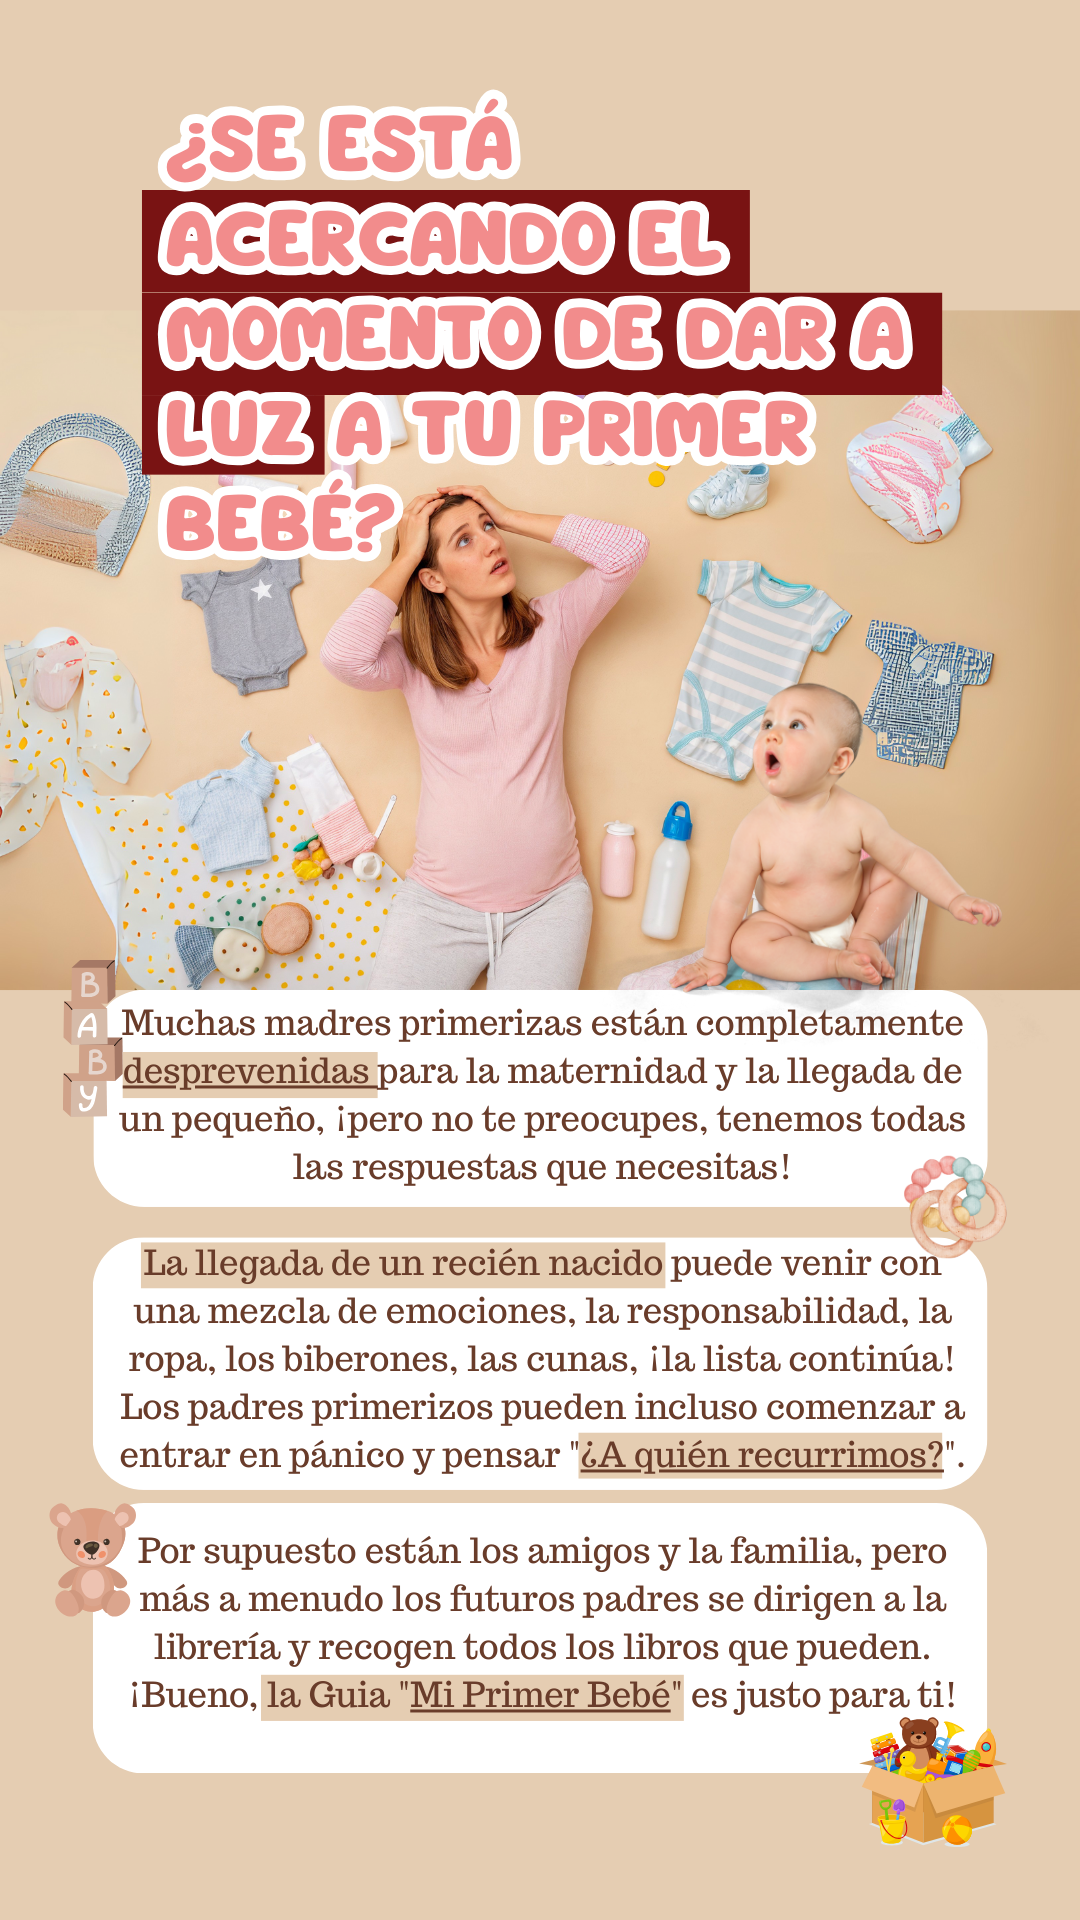 ¿SE ESTÁ
ACERCANDO EL
MOMENTO DE DAR A
LUZ A TU PRIMER
BEBÉ?
B
A
B
Y
Muchas madres primerizas están completamente
desprevenidas para la maternidad y la llegada de
un pequeño, ¡pero no te preocupes, tenemos todas
las respuestas que necesitas!
La llegada de un recién nacido puede venir con
una mezcla de emociones, la responsabilidad, la
ropa, los biberones, las cunas, ¡la lista continúa!
Los padres primerizos pueden incluso comenzar a
entrar en pánico y pensar "¿A quién recurrimos?".
Por supuesto están los amigos y la familia, pero
más a menudo los futuros padres se dirigen a la
librería y recogen todos los libros que pueden.
¡Bueno, la Guia "Mi Primer Bebé" es justo para ti!